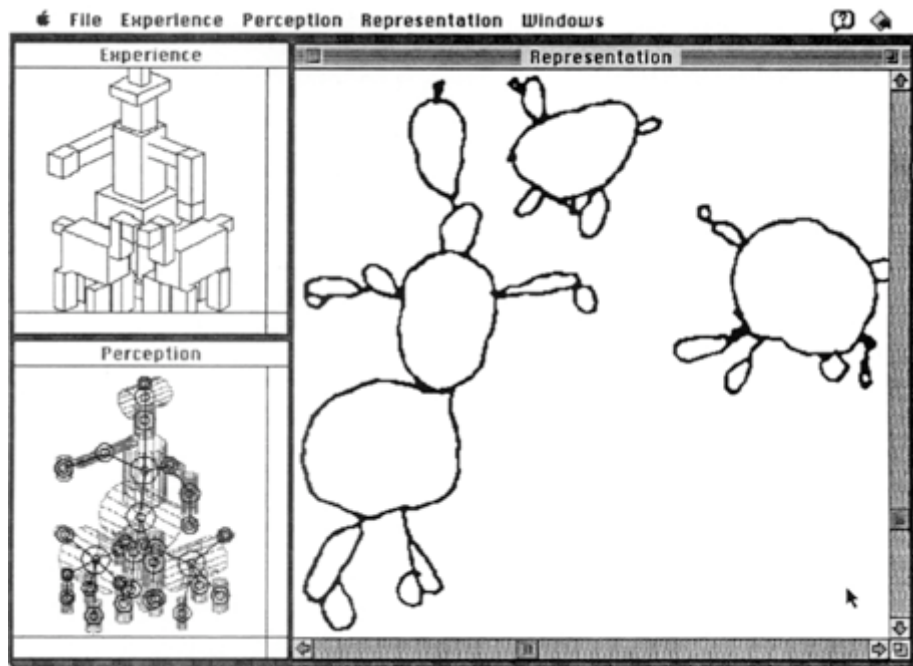 File Experience Perception Representation Windows
Experience
Representation
Perception